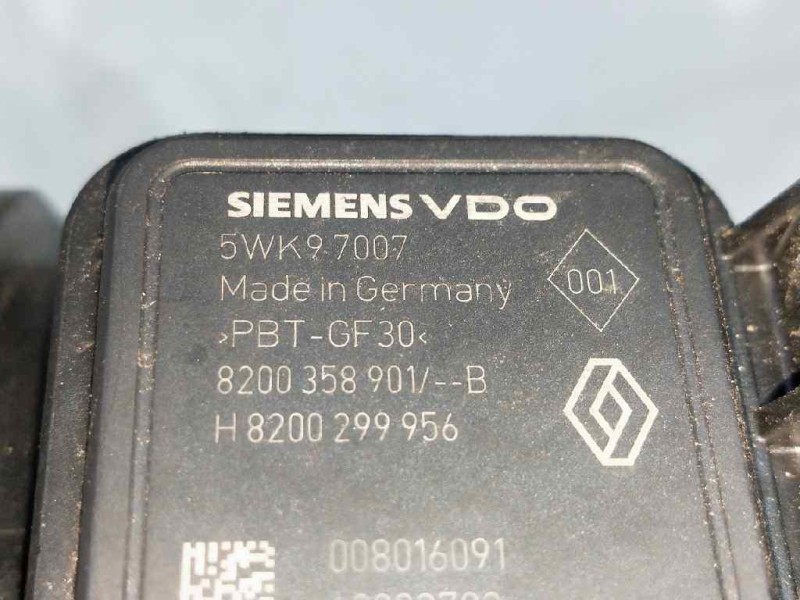 SIEMENS VDO
5WK9 7007
Made in Germany
001
>PBT-GF30<
8200 358 901/--B
H 8200 299 956
008016091